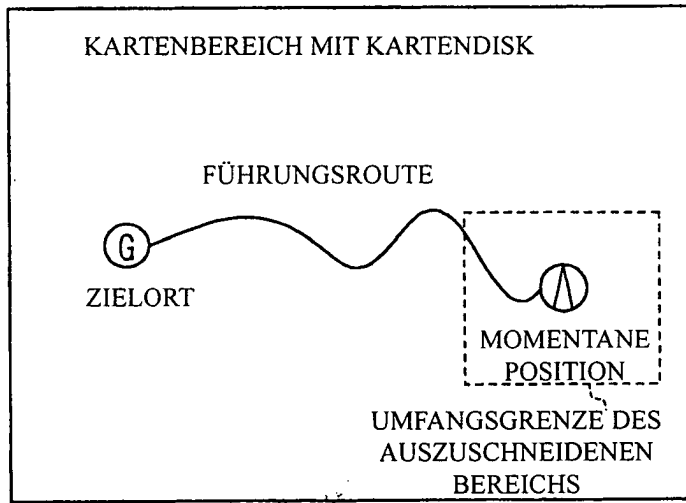 KARTENBEREICH MIT KARTENDISK
FÜHRUNGSROUTE
G
ZIELORT
MOMENTANE
POSITION
UMFANGSGRENZE DES
AUSZUSCHNEIDENEN
BEREICHS